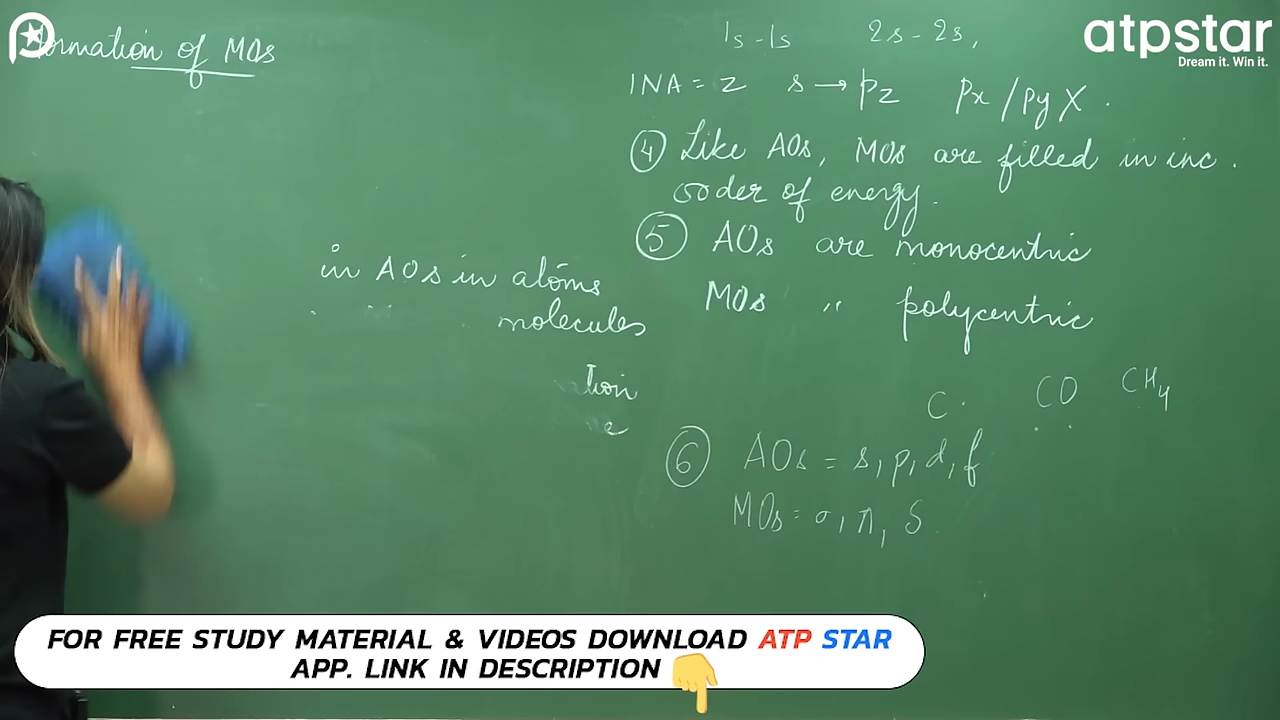 formation of MOs
in AOs in atoms
molecules
tion
1s-1s 2s-2s,
INA = z s → pz px/py X.
④ Like AOs, MOs are filled in inc.
order of energy.
⑤ AOs are monocentric
MOs " polycentric
C. CO CH4
⑥ AOs = s, p, d, f
MOs = σ, π, δ
atpstar
Dream it. Win it.
FOR FREE STUDY MATERIAL & VIDEOS DOWNLOAD ATP STAR
APP. LINK IN DESCRIPTION